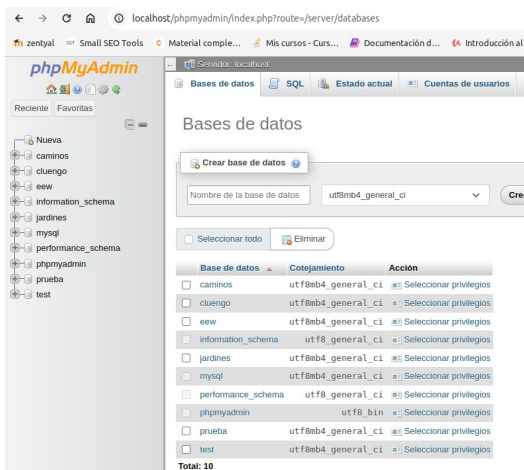 localhost/phpmyadmin/index.php?route=/server/databases
zentyal Small SEO Tools Material comple... Mis cursos - Curs... Documentación d... Introducción al
phpMyAdmin
Reciente Favoritas
Nueva
caminos
cluengo
eew
information_schema
jardines
mysql
performance_schema
phpmyadmin
prueba
test
Servidor: localhost
Bases de datos SQL Estado actual Cuentas de usuarios
Bases de datos
Crear base de datos
Nombre de la base de datos utf8mb4_general_ci Cre
Seleccionar todo Eliminar
Base de datos Cotejamiento Acción
caminos utf8mb4_general_ci Seleccionar privilegios
cluengo utf8mb4_general_ci Seleccionar privilegios
eew utf8mb4_general_ci Seleccionar privilegios
information_schema utf8_general_ci Seleccionar privilegios
jardines utf8mb4_general_ci Seleccionar privilegios
mysql utf8mb4_general_ci Seleccionar privilegios
performance_schema utf8_general_ci Seleccionar privilegios
phpmyadmin utf8_bin Seleccionar privilegios
prueba utf8mb4_general_ci Seleccionar privilegios
test utf8mb4_general_ci Seleccionar privilegios
Total: 10